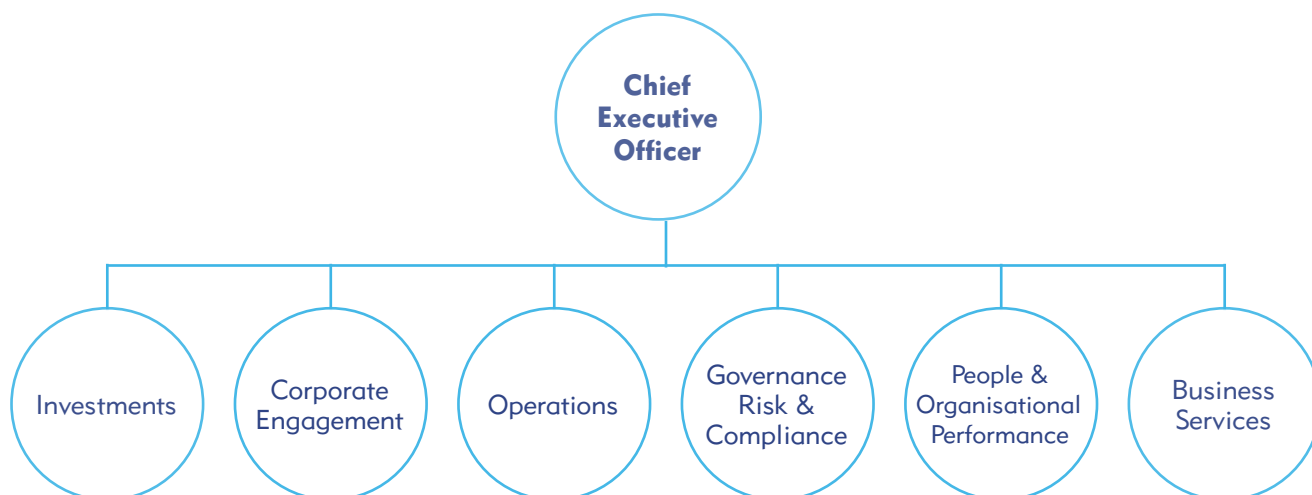 Chief
Executive
Officer
Investments
Corporate
Engagement
Operations
Governance
Risk &
Compliance
People &
Organisational
Performance
Business
Services